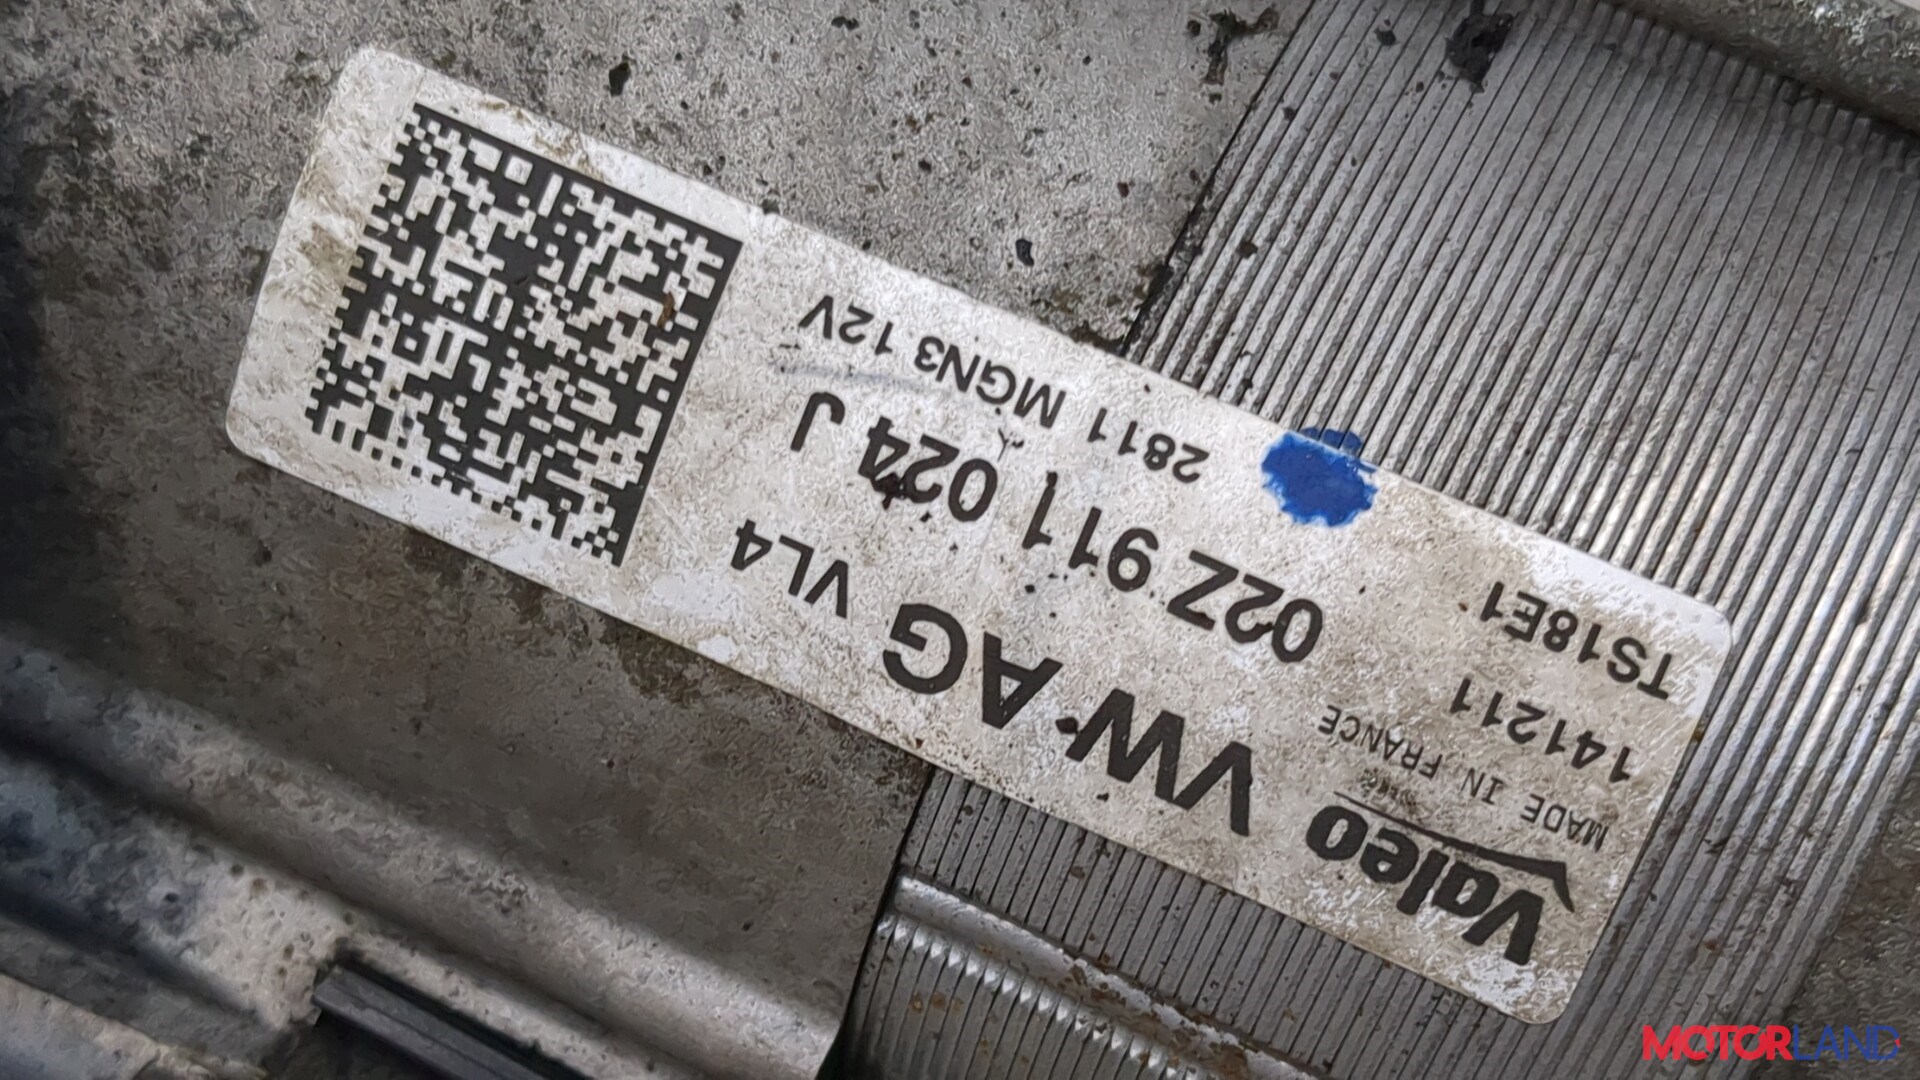 Valeo
MADE IN FRANCE
141211
TS18E1
VW AG VL4
02Z 911 024 J
2811 MGN3 12V
MOTORLAND